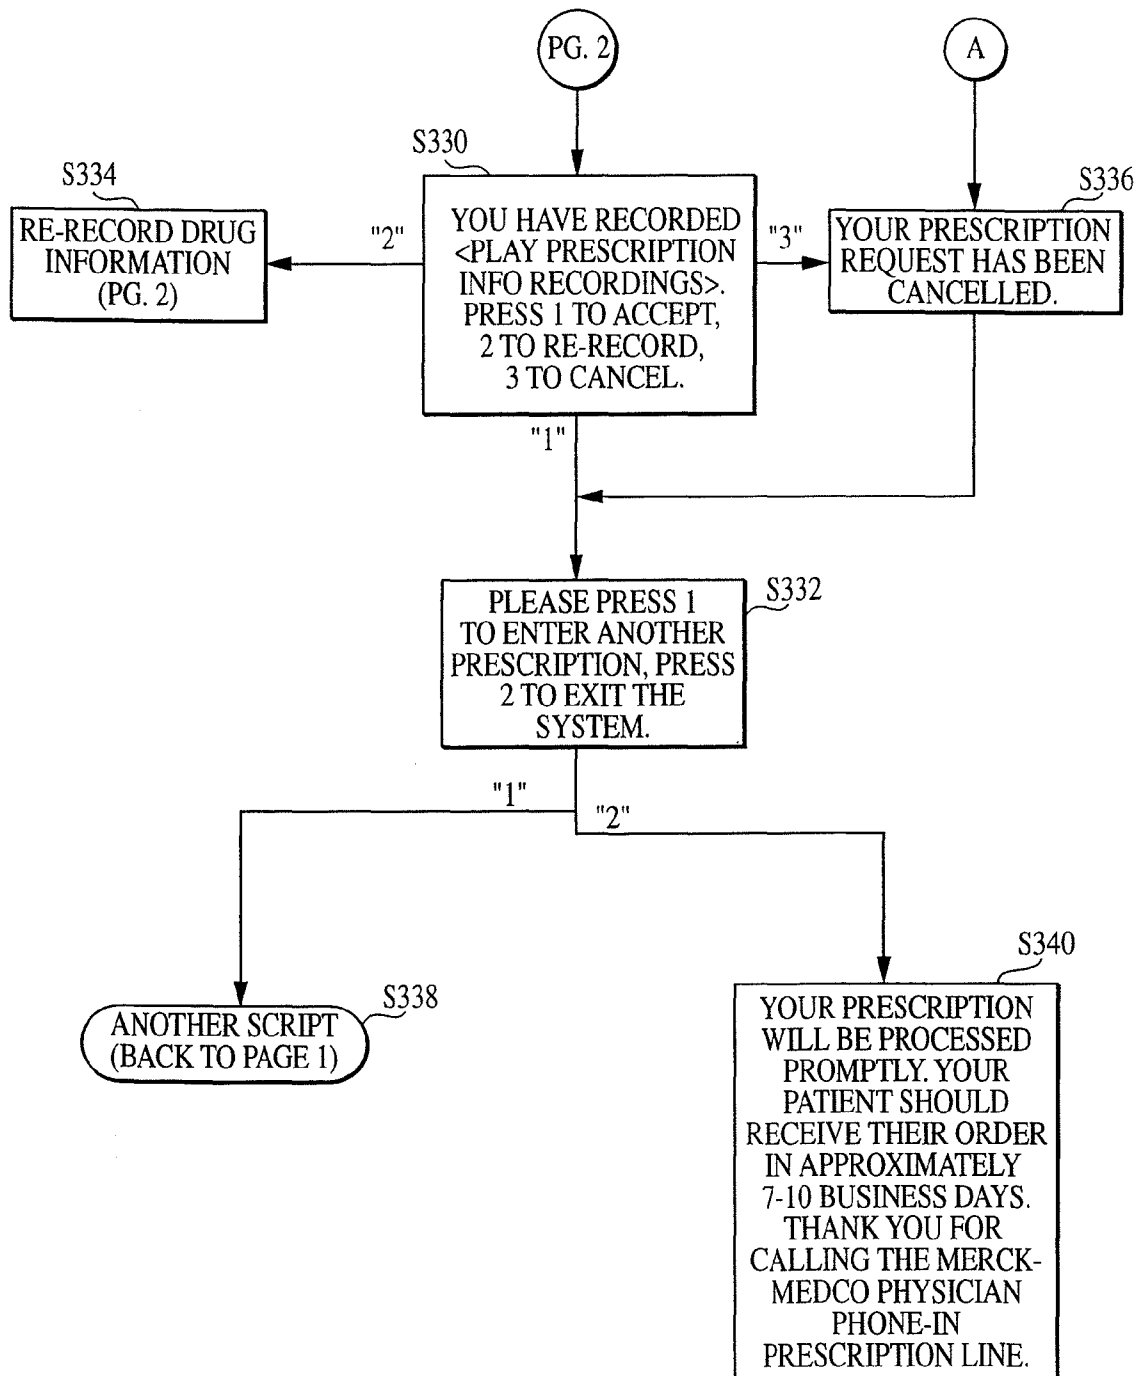 PG. 2
A
S330
S334
S336
YOU HAVE RECORDED
<PLAY PRESCRIPTION
INFO RECORDINGS>.
PRESS 1 TO ACCEPT,
2 TO RE-RECORD,
3 TO CANCEL.
RE-RECORD DRUG
INFORMATION
(PG. 2)
"2"
"3"
YOUR PRESCRIPTION
REQUEST HAS BEEN
CANCELLED.
"1"
S332
PLEASE PRESS 1
TO ENTER ANOTHER
PRESCRIPTION, PRESS
2 TO EXIT THE
SYSTEM.
"1"
"2"
S338
ANOTHER SCRIPT
(BACK TO PAGE 1)
S340
YOUR PRESCRIPTION
WILL BE PROCESSED
PROMPTLY. YOUR
PATIENT SHOULD
RECEIVE THEIR ORDER
IN APPROXIMATELY
7-10 BUSINESS DAYS.
THANK YOU FOR
CALLING THE MERCK-
MEDCO PHYSICIAN
PHONE-IN
PRESCRIPTION LINE.